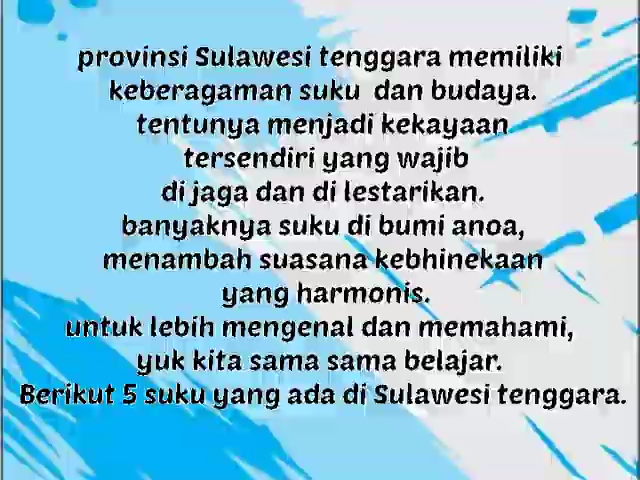 provinsi Sulawesi tenggara memiliki
keberagaman suku dan budaya.
tentunya menjadi kekayaan
tersendiri yang wajib
di jaga dan di lestarikan.
banyaknya suku di bumi anoa,
menambah suasana kebhinekaan
yang harmonis.
untuk lebih mengenal dan memahami,
yuk kita sama sama belajar.
Berikut 5 suku yang ada di Sulawesi tenggara.